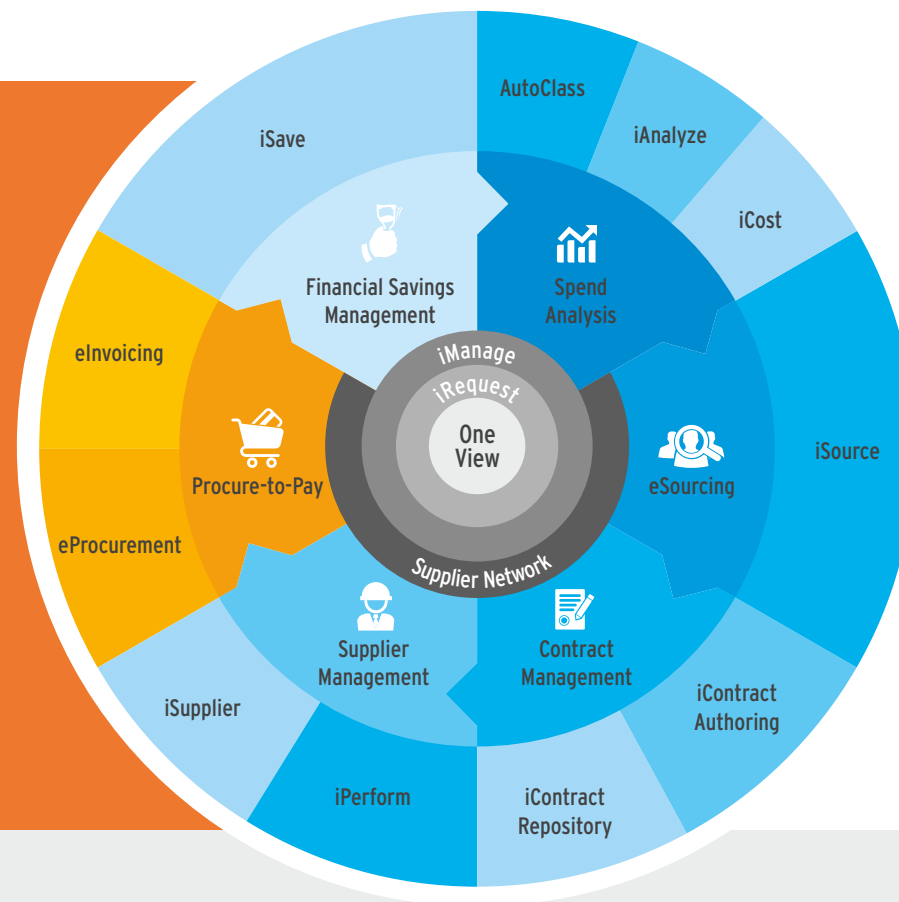 AutoClass
iAnalyze
iCost
iSave
Financial Savings
Management
Spend
Analysis
eInvoicing
iManage
iRequest
One
View
iSource
Procure-to-Pay
eSourcing
eProcurement
Supplier Network
Supplier
Management
Contract
Management
iSupplier
iContract
Authoring
iPerform
iContract
Repository